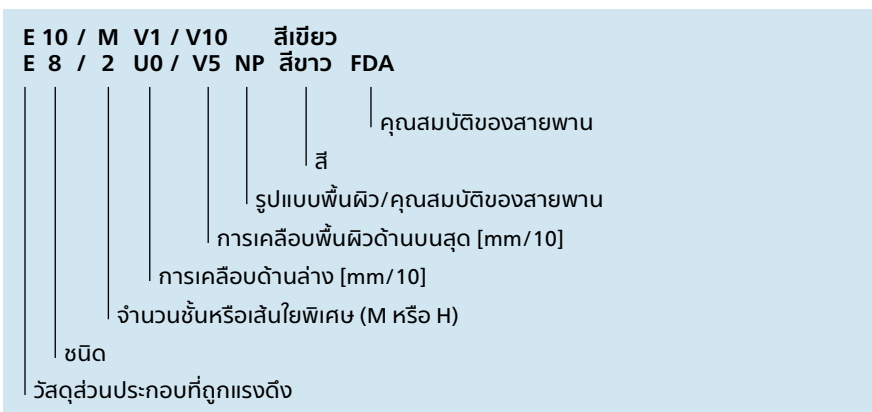 E 10 / M V1 / V10 สีเขียว
E 8 / 2 U0 / V5 NP สีขาว FDA
คุณสมบัติของสายพาน
สี
รูปแบบพื้นผิว/คุณสมบัติของสายพาน
การเคลือบพื้นผิวด้านบนสุด [mm/10]
การเคลือบด้านล่าง [mm/10]
จำนวนชั้นหรือเส้นใยพิเศษ (M หรือ H)
ชนิด
วัสดุส่วนประกอบที่ถูกแรงดึง